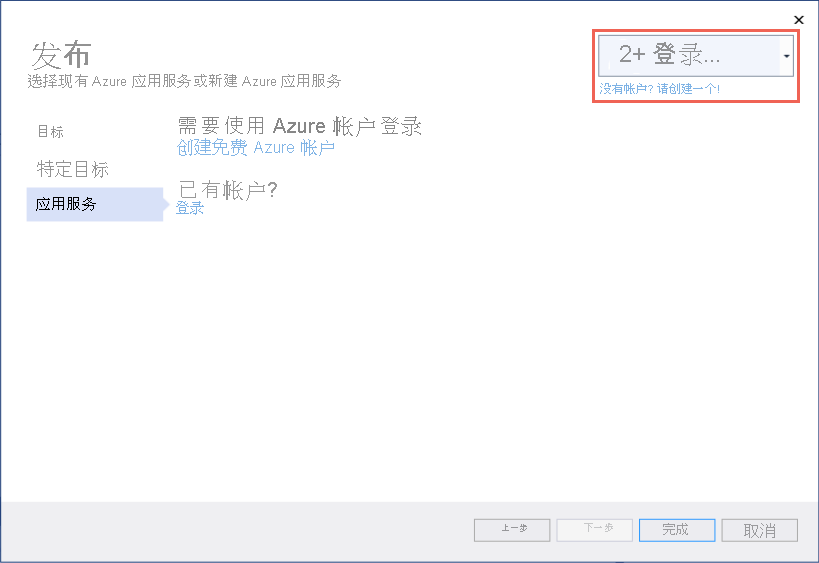 发布
选择现有 Azure 应用服务或新建 Azure 应用服务
2+ 登录...
没有帐户? 请创建一个!
目标
特定目标
应用服务
需要使用 Azure 帐户登录
创建免费 Azure 帐户
已有帐户?
登录
上一步
下一步
完成
取消